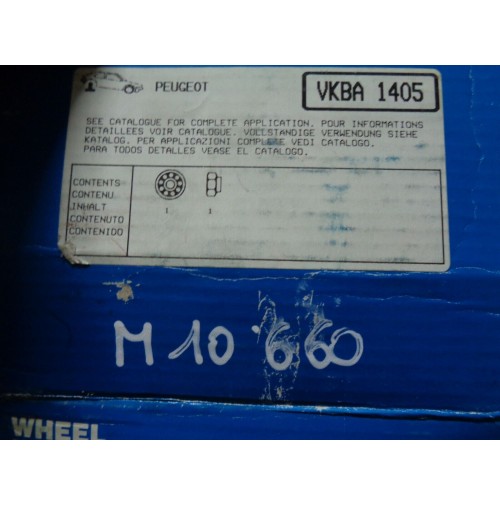 PEUGEOT
VKBA 1405
SEE CATALOGUE FOR COMPLETE APPLICATION. POUR INFORMATIONS
DETAILLEES VOIR CATALOGUE. VOLLSTANDIGE VERWENDUNG SIEHE
KATALOG. PER APPLICAZIONI COMPLETE VEDI CATALOGO.
PARA TODOS DETALLES VEASE EL CATALOGO.
CONTENTS
CONTENU
INHALT
CONTENUTO
CONTENIDO
1 1
M 10 660
WHEEL